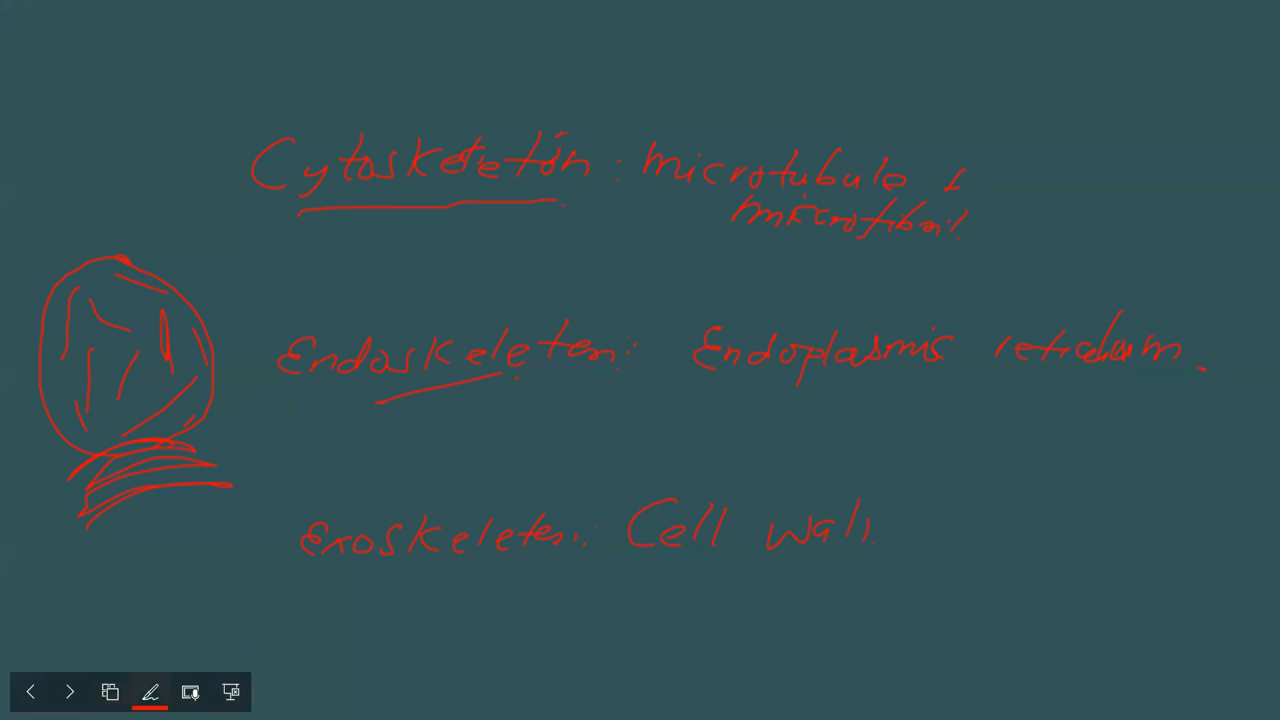 Cytoskeleton : microtubule &
microfibril
Endoskeleton : Endoplasmic reticulum.
Exoskeleton : Cell wall